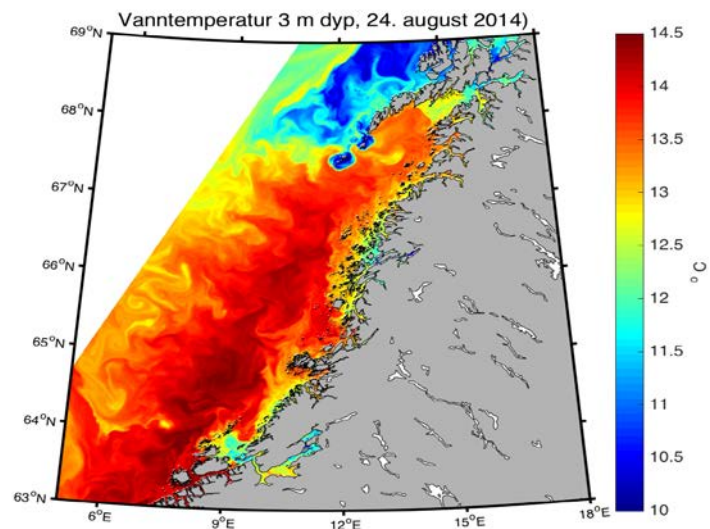 Vanntemperatur 3 m dyp, 24. august 2014)
69°N
68°N
67°N
66°N
65°N
64°N
63°N
6°E
9°E
12°E
15°E
18°E
14.5
14
13.5
13
12.5
12
11.5
11
10.5
10
°C